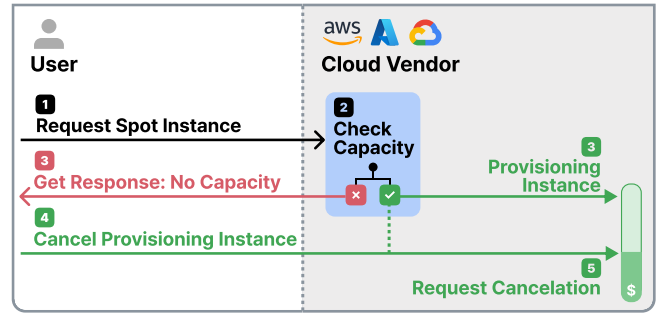 aws
User
Cloud Vendor
1
Request Spot Instance
2
Check
Capacity
3
Get Response: No Capacity
3
Provisioning
Instance
4
Cancel Provisioning Instance
5
Request Cancelation
$